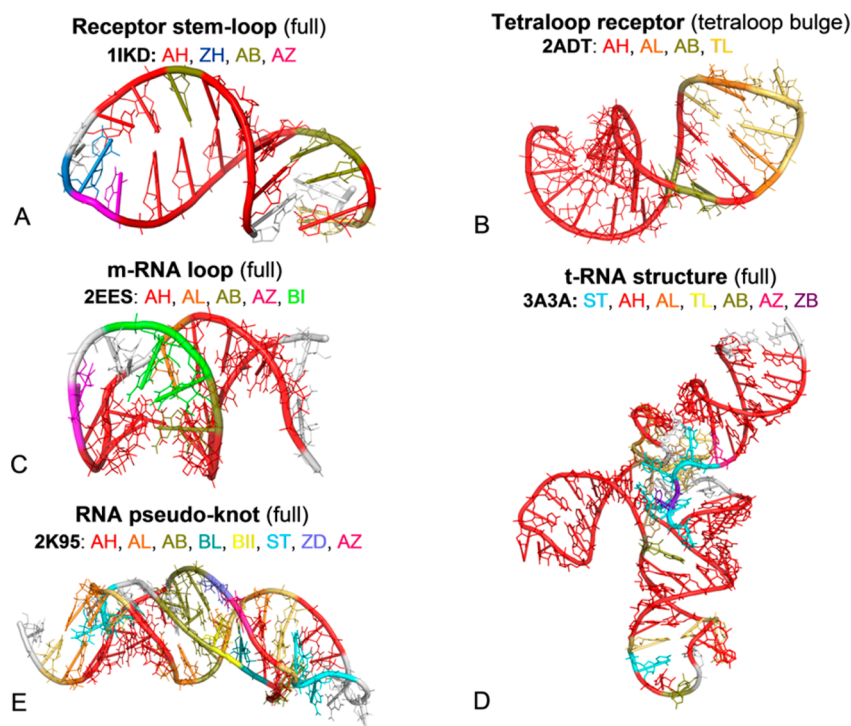 Receptor stem-loop (full)
1IKD: AH, ZH, AB, AZ
A
Tetraloop receptor (tetraloop bulge)
2ADT: AH, AL, AB, TL
B
m-RNA loop (full)
2EES: AH, AL, AB, AZ, BI
C
t-RNA structure (full)
3A3A: ST, AH, AL, TL, AB, AZ, ZB
D
RNA pseudo-knot (full)
2K95: AH, AL, AB, BL, BII, ST, ZD, AZ
E